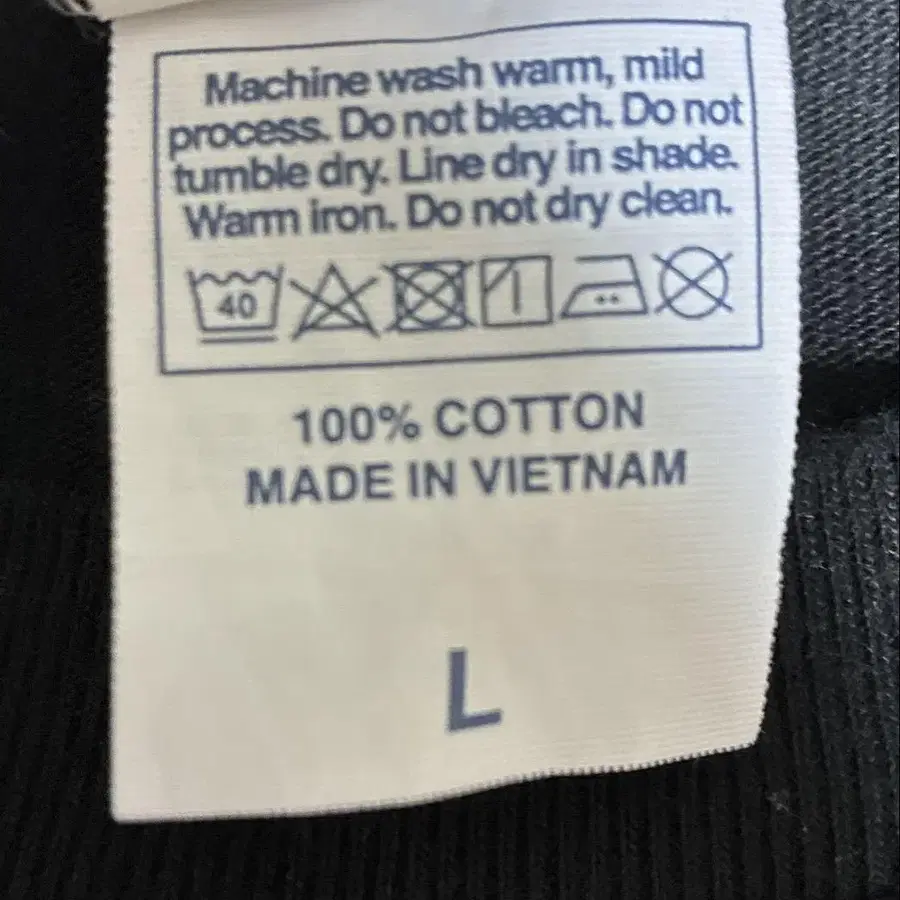 Machine wash warm, mild
process. Do not bleach. Do not
tumble dry. Line dry in shade.
Warm iron. Do not dry clean.
40
100% COTTON
MADE IN VIETNAM
L